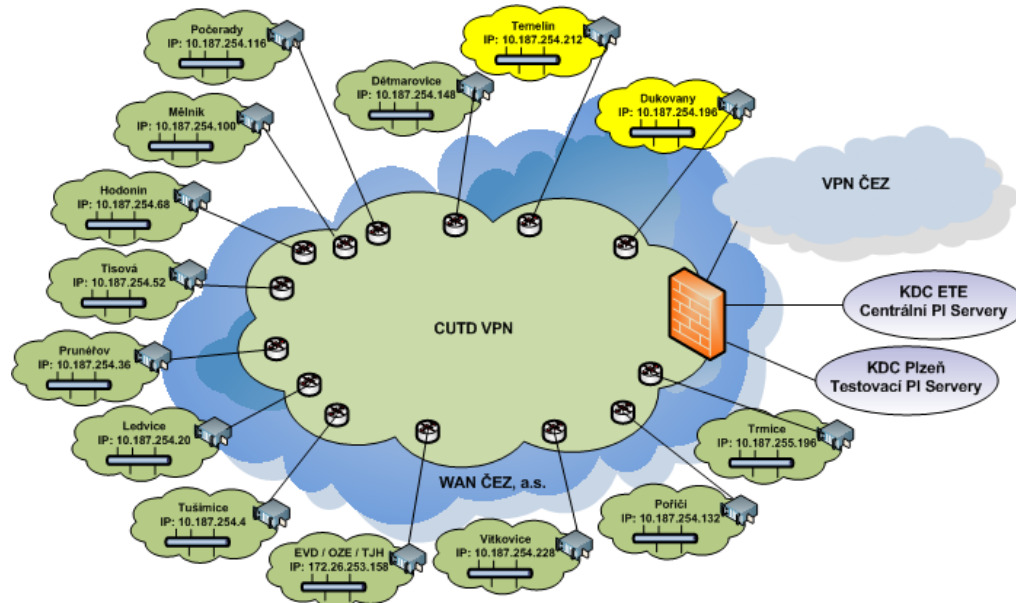 Počerady
IP: 10.187.254.116
Temelín
IP: 10.187.254.212
Dětmarovice
IP: 10.187.254.148
Dukovany
IP: 10.187.254.196
Mělník
IP: 10.187.254.100
Hodonín
IP: 10.187.254.68
VPN ČEZ
Tisová
IP: 10.187.254.52
KDC ETE
Centrální PI Servery
CUTD VPN
Prunéřov
IP: 10.187.254.36
KDC Plzeň
Testovací PI Servery
Ledvice
IP: 10.187.254.20
Trmice
IP: 10.187.255.196
WAN ČEZ, a.s.
Tušimice
IP: 10.187.254.4
Poříčí
IP: 10.187.254.132
EVD / OZE / TJH
IP: 172.26.253.158
Vítkovice
IP: 10.187.254.228